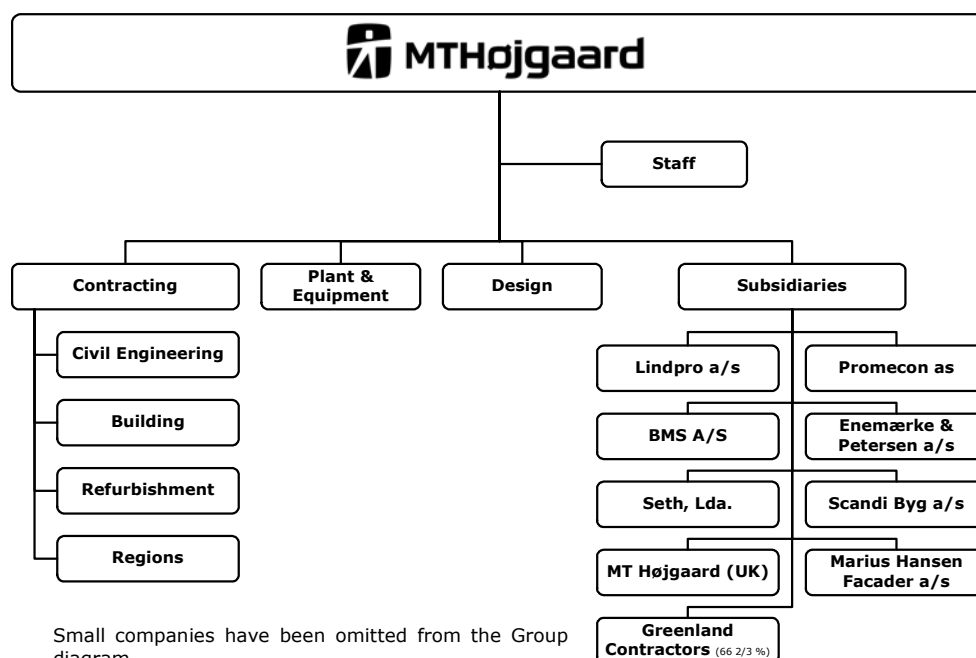 MTHøjgaard
Staff
Contracting
Plant &
Equipment
Design
Subsidiaries
Civil Engineering
Building
Refurbishment
Regions
Lindpro a/s
Promecon as
BMS A/S
Enemærke &
Petersen a/s
Seth, Lda.
Scandi Byg a/s
MT Højgaard (UK)
Marius Hansen
Facader a/s
Greenland
Contractors (66 2/3 %)
Small companies have been omitted from the Group
diagram